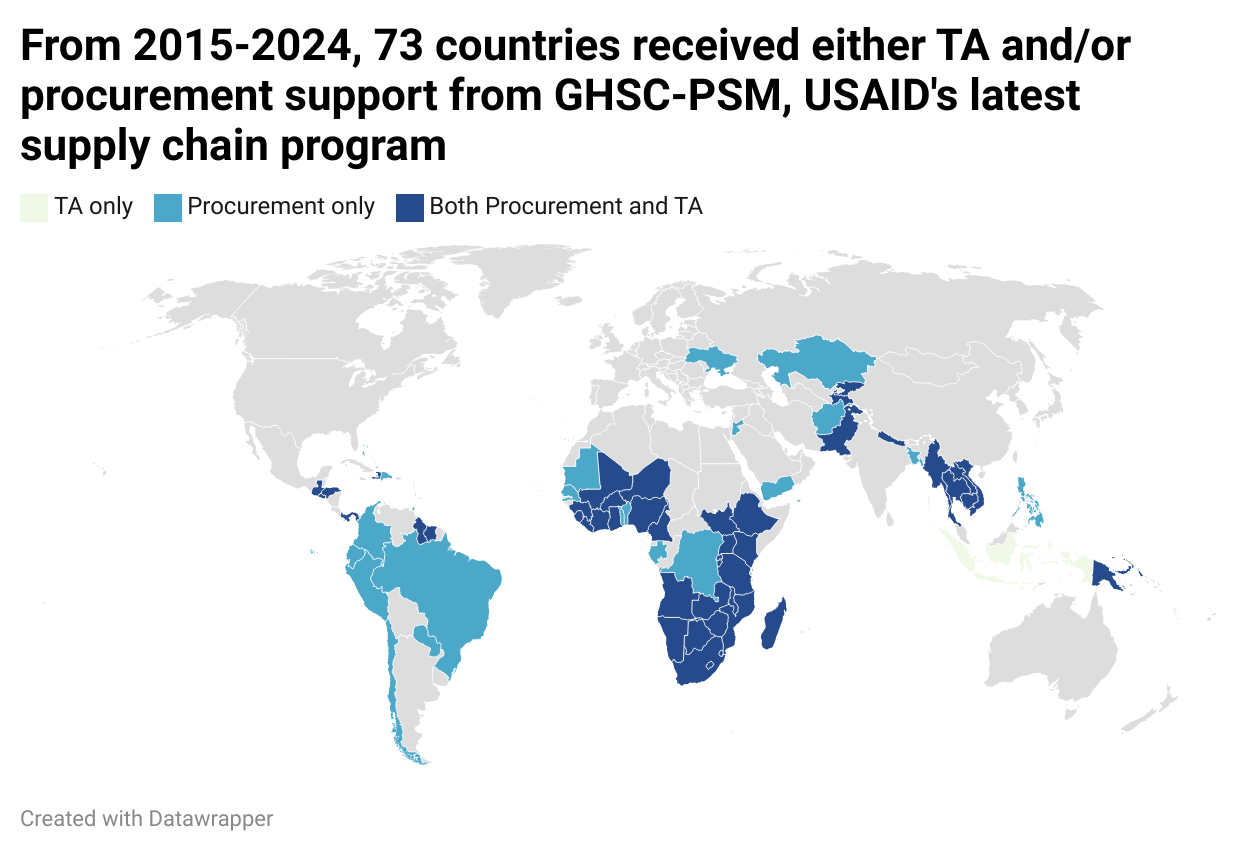 From 2015-2024, 73 countries received either TA and/or
procurement support from GHSC-PSM, USAID's latest
supply chain program
TA only Procurement only Both Procurement and TA
Created with Datawrapper